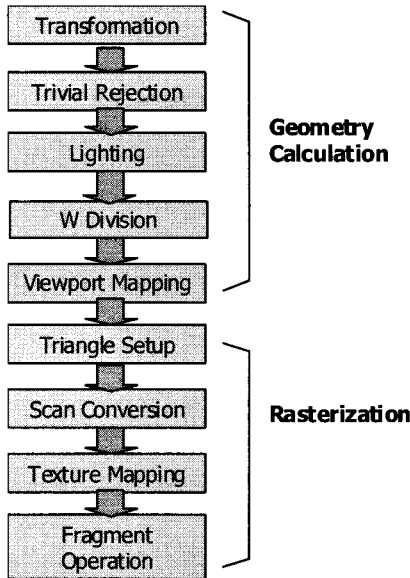 Transformation
Trivial Rejection
Lighting
W Division
Viewport Mapping
Geometry
Calculation
Triangle Setup
Scan Conversion
Texture Mapping
Fragment
Operation
Rasterization